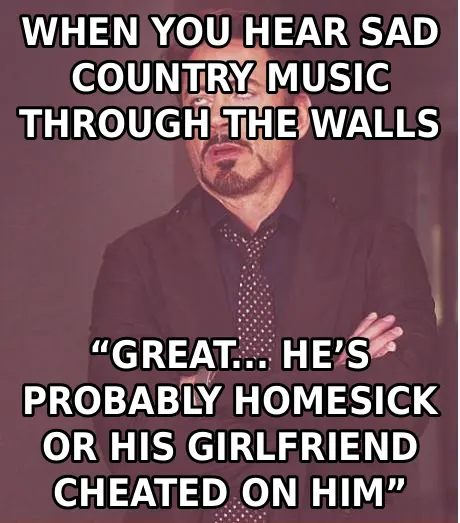 WHEN YOU HEAR SAD
COUNTRY MUSIC
THROUGH THE WALLS
“GREAT... HE’S
PROBABLY HOMESICK
OR HIS GIRLFRIEND
CHEATED ON HIM”